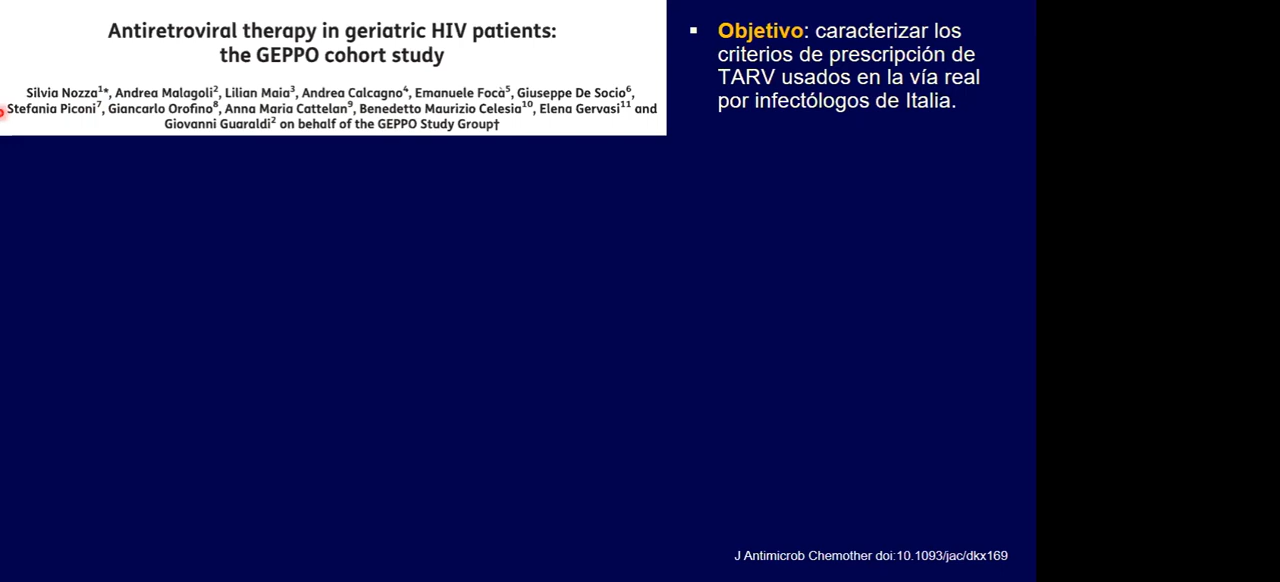 Antiretroviral therapy in geriatric HIV patients:
the GEPPO cohort study
Silvia Nozza1*, Andrea Malagoli2, Lilian Maia3, Andrea Calcagno4, Emanuele Focà5, Giuseppe De Socio6,
Stefania Piconi7, Giancarlo Orofino8, Anna Maria Cattelan9, Benedetto Maurizio Celesia10, Elena Gervasi11 and
Giovanni Guaraldi2 on behalf of the GEPPO Study Group†
▪ Objetivo: caracterizar los
criterios de prescripción de
TARV usados en la vía real
por infectólogos de Italia.
J Antimicrob Chemother doi:10.1093/jac/dkx169